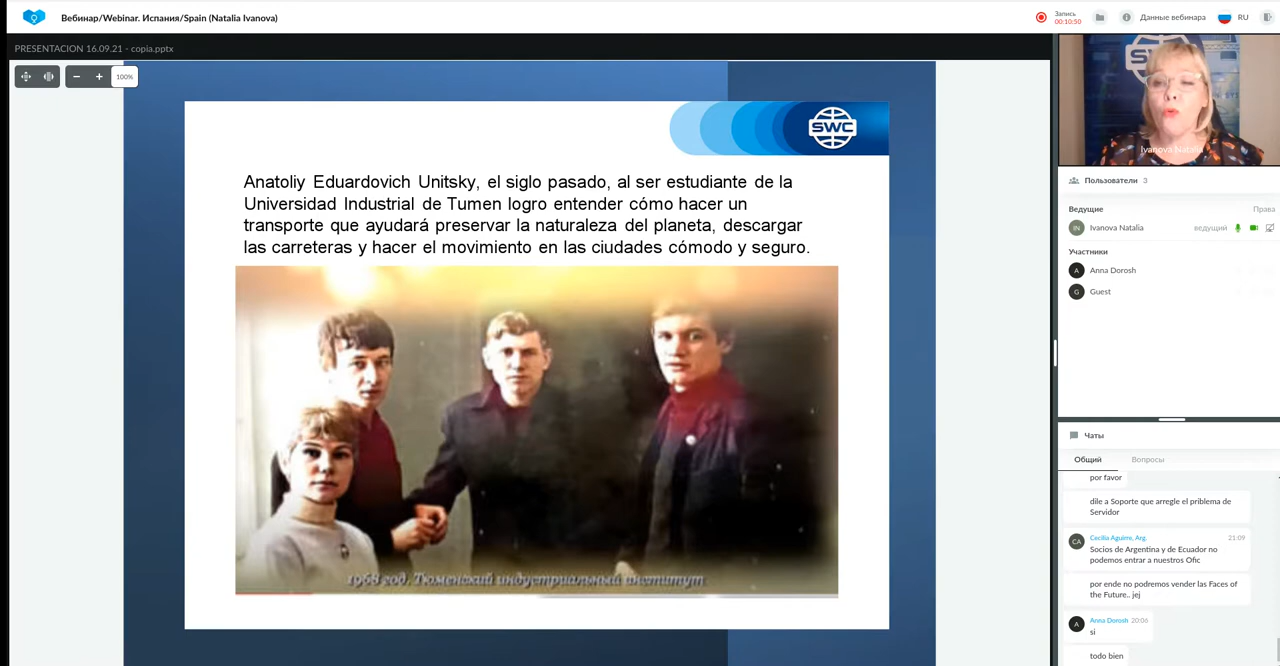 Вебинар/Webinar. Испания/Spain (Natalia Ivanova)
Запись
00:10:50
Данные вебинара
RU
PRESENTACION 16.09.21 - copia.pptx
100%
SWC
Anatoliy Eduardovich Unitsky, el siglo pasado, al ser estudiante de la
Universidad Industrial de Tumen logro entender cómo hacer un
transporte que ayudará preservar la naturaleza del planeta, descargar
las carreteras y hacer el movimiento en las ciudades cómodo y seguro.
1968 год. Тюменский индустриальный институт
SW
Ivanova Natalia
Пользователи 3
Ведущие
Права
IN
Ivanova Natalia
ведущий
Участники
A
Anna Dorosh
G
Guest
Чаты
Общий
Вопросы
por favor
dile a Soporte que arregle el priblema de
Servidor
CA
Cecilia Aguirre, Arg.
21:09
Socios de Argentina y de Ecuador no
podemos entrar a nuestros Ofic
por ende no podremos vender las Faces of
the Future.. jej
A
Anna Dorosh 20:06
si
todo bien